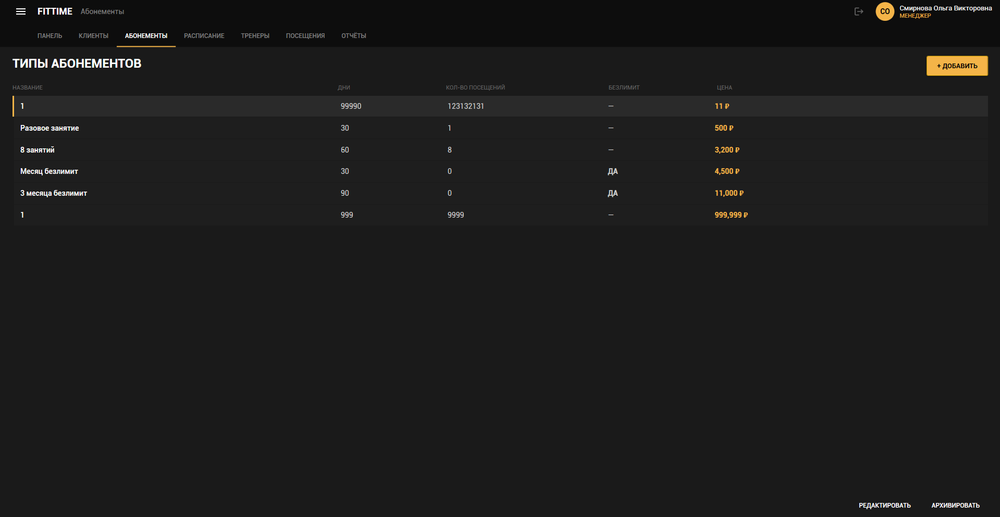 FITTIME Абонементы
СО Смирнова Ольга Викторовна
МЕНЕДЖЕР
ПАНЕЛЬ КЛИЕНТЫ АБОНЕМЕНТЫ РАСПИСАНИЕ ТРЕНЕРЫ ПОСЕЩЕНИЯ ОТЧЁТЫ
ТИПЫ АБОНЕМЕНТОВ
+ ДОБАВИТЬ
НАЗВАНИЕ ДНИ КОЛ-ВО ПОСЕЩЕНИЙ БЕЗЛИМИТ ЦЕНА
1 99990 123132131 — 11 ₽
Разовое занятие 30 1 — 500 ₽
8 занятий 60 8 — 3,200 ₽
Месяц безлимит 30 0 ДА 4,500 ₽
3 месяца безлимит 90 0 ДА 11,000 ₽
1 999 9999 — 999,999 ₽
РЕДАКТИРОВАТЬ АРХИВИРОВАТЬ